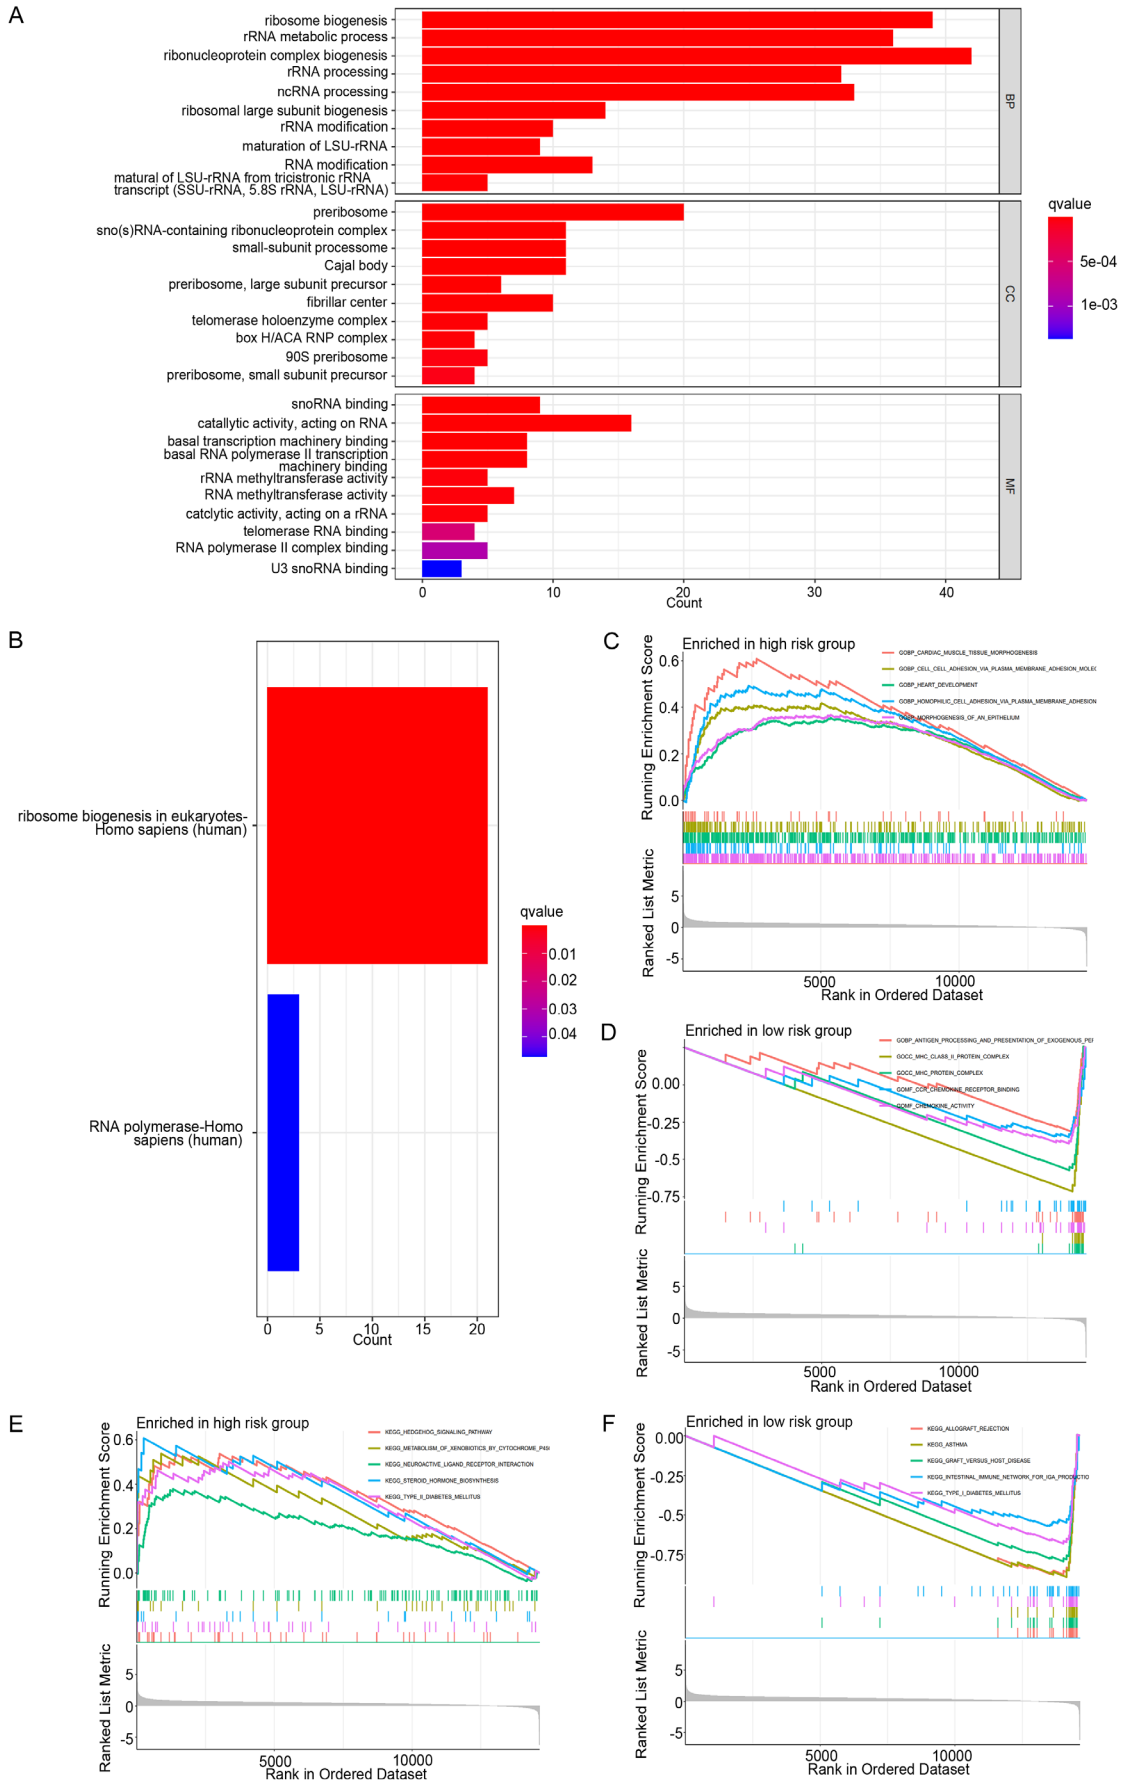 A
ribosome biogenesis
rRNA metabolic process
ribonucleoprotein complex biogenesis
rRNA processing
ncRNA processing
ribosomal large subunit biogenesis
rRNA modification
maturation of LSU-rRNA
RNA modification
matural of LSU-rRNA from tricistronic rRNA
transcript (SSU-rRNA, 5.8S rRNA, LSU-rRNA)
BP
preribosome
sno(s)RNA-containing ribonucleoprotein complex
small-subunit processome
Cajal body
preribosome, large subunit precursor
fibrillar center
telomerase holoenzyme complex
box H/ACA RNP complex
90S preribosome
preribosome, small subunit precursor
CC
snoRNA binding
catallytic activity, acting on RNA
basal transcription machinery binding
basal RNA polymerase II transcription
machinery binding
rRNA methyltransferase activity
RNA methyltransferase activity
catclytic activity, acting on a rRNA
telomerase RNA binding
RNA polymerase II complex binding
U3 snoRNA binding
MF
0 10 20 30 40
Count
qvalue
5e-04
1e-03
B
ribosome biogenesis in eukaryotes-
Homo sapiens (human)
RNA polymerase-Homo
sapiens (human)
0 5 10 15 20
Count
qvalue
0.01
0.02
0.03
0.04
C
Enriched in high risk group
Running Enrichment Score
0.6
0.4
0.2
0.0
GOBP_CARDIAC_MUSCLE_TISSUE_MORPHOGENESIS
GOBP_CELL_CELL_ADHESION_VIA_PLASMA_MEMBRANE_ADHESION_MOLEC
GOBP_HEART_DEVELOPMENT
GOBP_HOMOPHILIC_CELL_ADHESION_VIA_PLASMA_MEMBRANE_ADHESION
GOBP_MORPHOGENESIS_OF_AN_EPITHELIUM
Ranked List Metric
5
0
-5
5000 10000
Rank in Ordered Dataset
D
Enriched in low risk group
Running Enrichment Score
0.00
-0.25
-0.5
-0.75
GOBP_ANTIGEN_PROCESSING_AND_PRESENTATION_OF_EXOGENOUS_PEI
GOCC_MHC_CLASS_II_PROTEIN_COMPLEX
GOCC_MHC_PROTEIN_COMPLEX
GOMF_CCR_CHEMOKINE_RECEPTOR_BINDING
GOMF_CHEMOKINE_ACTIVITY
Ranked List Metric
5
0
-5
5000 10000
Rank in Ordered Dataset
E
Enriched in high risk group
Running Enrichment Score
0.6
0.4
0.2
0.0
KEGG_HEDGEHOG_SIGNALING_PATHWAY
KEGG_METABOLISM_OF_XENOBIOTICS_BY_CYTOCHROME_P45
KEGG_NEUROACTIVE_LIGAND_RECEPTOR_INTERACTION
KEGG_STEROID_HORMONE_BIOSYNTHESIS
KEGG_TYPE_II_DIABETES_MELLITUS
Ranked List Metric
5
0
-5
5000 10000
Rank in Ordered Dataset
F
Enriched in low risk group
Running Enrichment Score
0.00
-0.25
-0.5
-0.75
KEGG_ALLOGRAFT_REJECTION
KEGG_ASTHMA
KEGG_GRAFT_VERSUS_HOST_DISEASE
KEGG_INTESTINAL_IMMUNE_NETWORK_FOR_IGA_PRODUCTIO
KEGG_TYPE_I_DIABETES_MELLITUS
Ranked List Metric
5
0
-5
5000 10000
Rank in Ordered Dataset